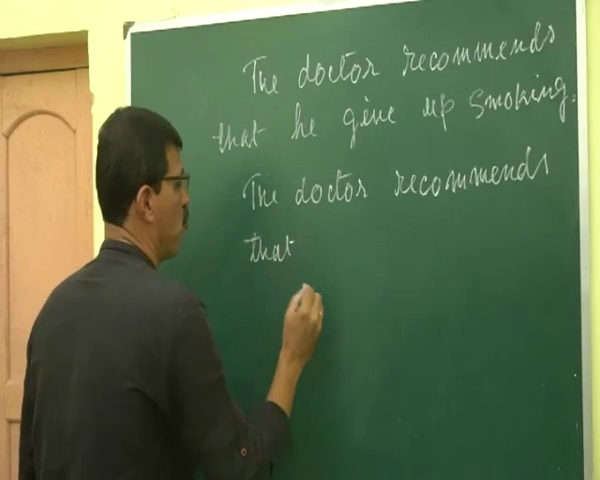 The doctor recommends
that he give up smoking.
The doctor recommends
that